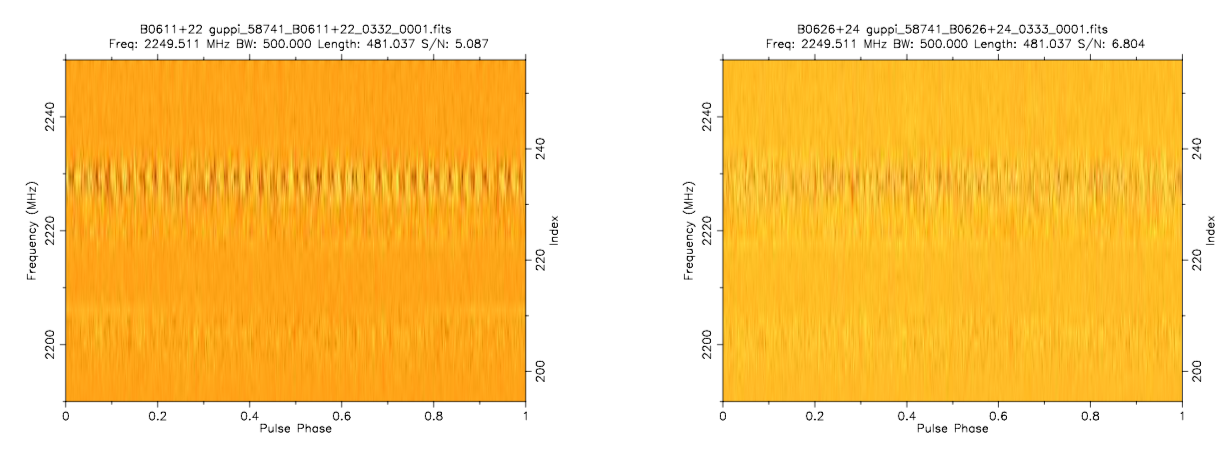 B0611+22 guppi_58741_B0611+22_0332_0001.fits
Freq: 2249.511 MHz BW: 500.000 Length: 481.037 S/N: 5.087
2240
2220
2200
Frequency (MHz)
240
220
200
Index
0
0.2
0.4
0.6
0.8
1
Pulse Phase
B0626+24 guppi_58741_B0626+24_0333_0001.fits
Freq: 2249.511 MHz BW: 500.000 Length: 481.037 S/N: 6.804
2240
2220
2200
Frequency (MHz)
240
220
200
Index
0
0.2
0.4
0.6
0.8
1
Pulse Phase